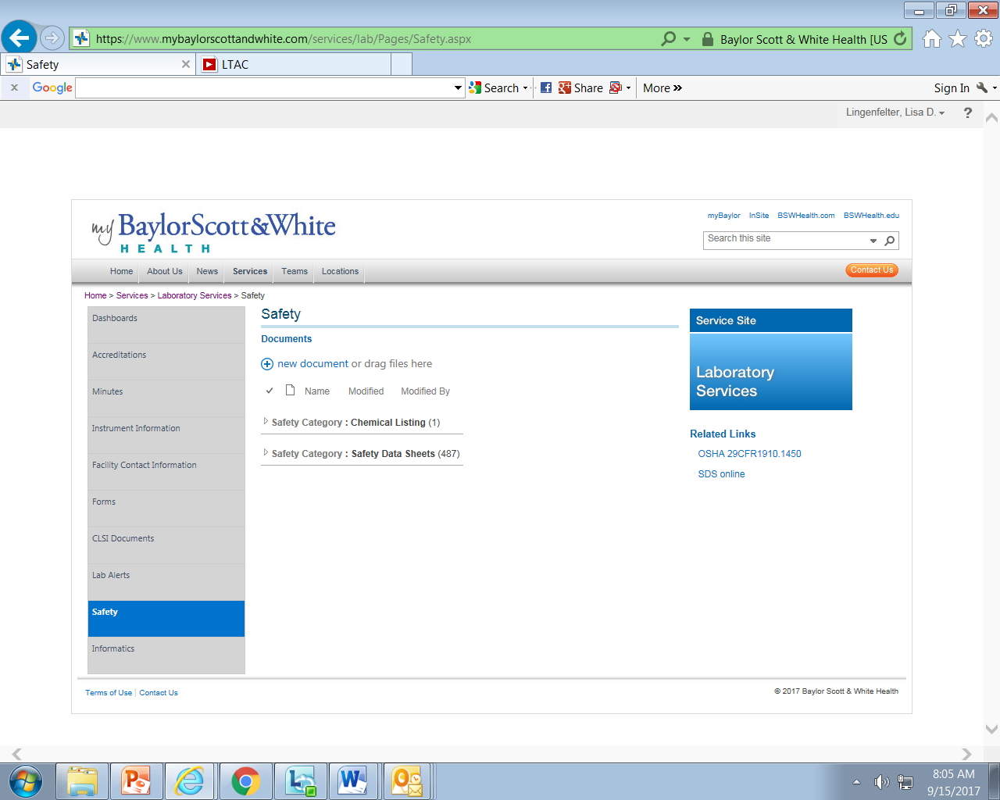 https://www.mybaylorscottandwhite.com/services/lab/Pages/Safety.aspx
Baylor Scott & White Health [US
Safety
LTAC
x Google Search Share More »
Sign In
Lingenfelter, Lisa D. ?
my BaylorScott&White
HEALTH
myBaylor InSite BSWHealth.com BSWHealth.edu
Search this site
Home About Us News Services Teams Locations
Contact Us
Home > Services > Laboratory Services > Safety
Dashboards
Accreditations
Minutes
Instrument Information
Facility Contact Information
Forms
CLSI Documents
Lab Alerts
Safety
Informatics
Safety
Documents
new document or drag files here
Name Modified Modified By
Safety Category : Chemical Listing (1)
Safety Category : Safety Data Sheets (487)
Service Site
Laboratory
Services
Related Links
OSHA 29CFR1910.1450
SDS online
Terms of Use | Contact Us
© 2017 Baylor Scott & White Health
8:05 AM
9/15/2017